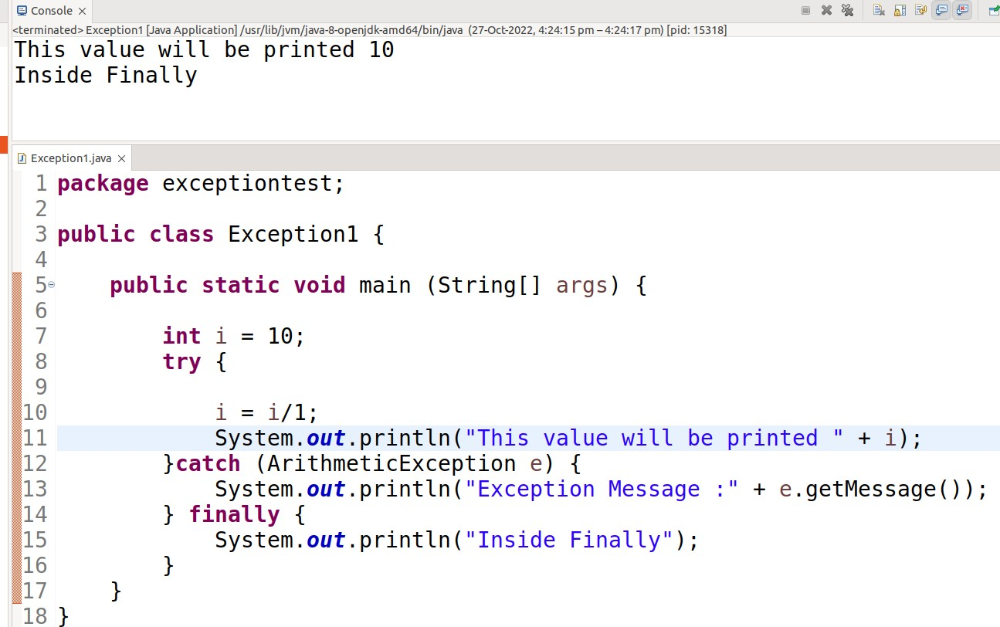 Console
<terminated> Exception1 [Java Application] /usr/lib/jvm/java-8-openjdk-amd64/bin/java (27-Oct-2022, 4:24:15 pm – 4:24:17 pm) [pid: 15318]
This value will be printed 10
Inside Finally
Exception1.java
1 package exceptiontest;
2
3 public class Exception1 {
4
5 public static void main (String[] args) {
6
7 int i = 10;
8 try {
9
10 i = i/1;
11 System.out.println("This value will be printed " + i);
12 }catch (ArithmeticException e) {
13 System.out.println("Exception Message :" + e.getMessage());
14 } finally {
15 System.out.println("Inside Finally");
16 }
17 }
18 }